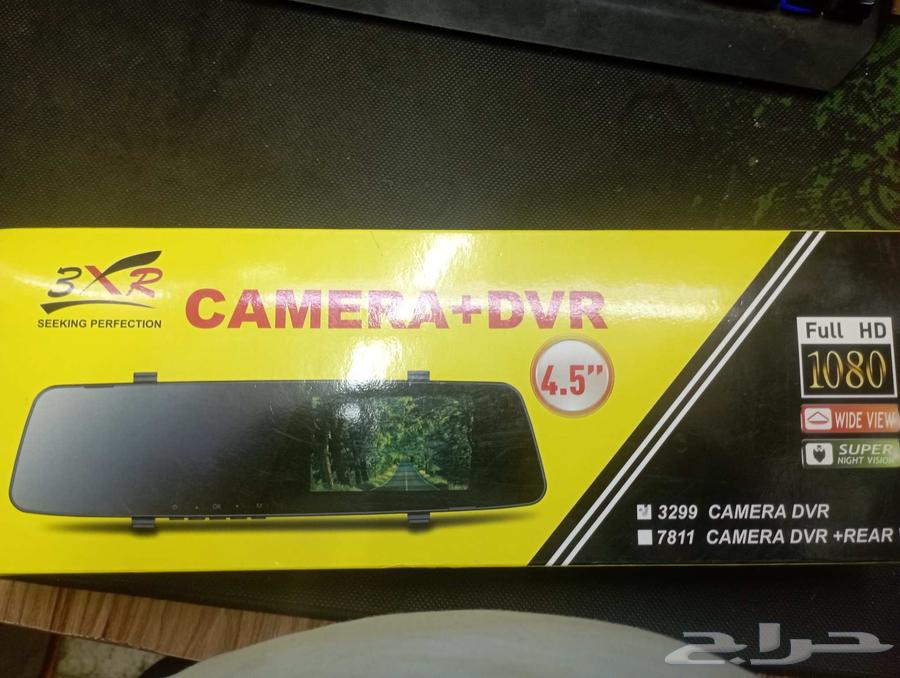 3XR
SEEKING PERFECTION
CAMERA+DVR
4.5"
Full HD
1080
WIDE VIEW
SUPER
NIGHT VISION
3299 CAMERA DVR
7811 CAMERA DVR +REAR
OK
حراج